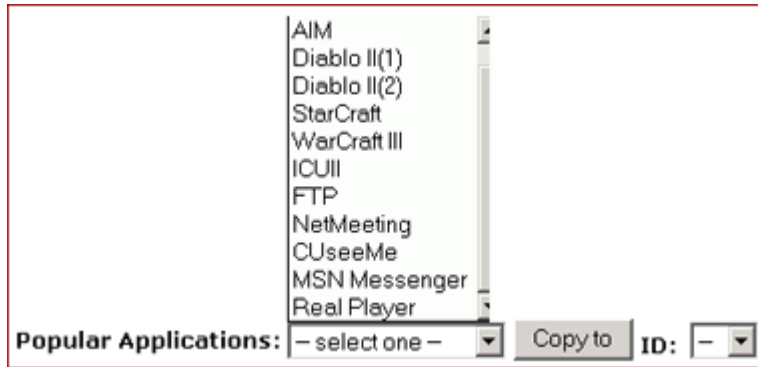 AIM
Diablo II(1)
Diablo II(2)
StarCraft
WarCraft III
ICUII
FTP
NetMeeting
CUseeMe
MSN Messenger
Real Player
Popular Applications: – select one – Copy to ID: –